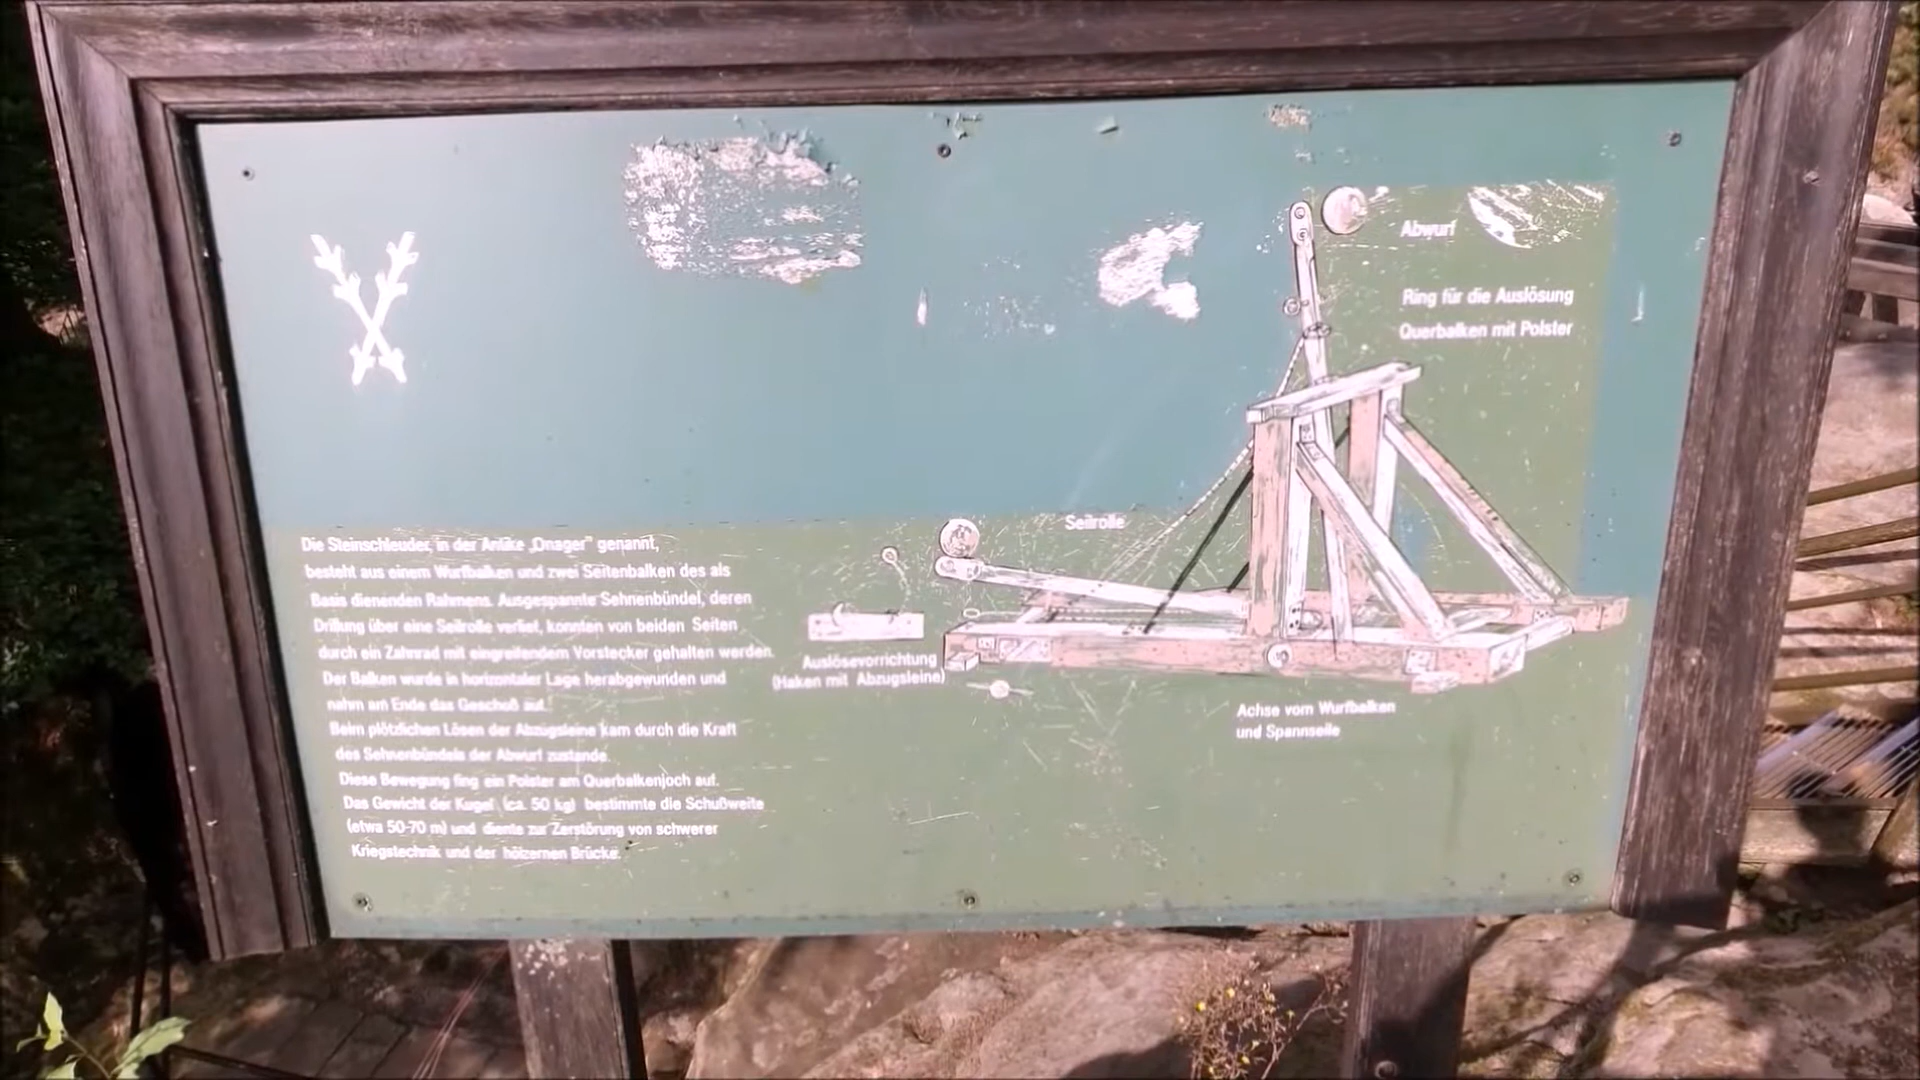 Abwurf
Ring für die Auslösung
Querbalken mit Polster
Seilrolle
Die Steinschleuder, in der Antike „Onager" genannt,
besteht aus einem Wurfbalken und zwei Seitenbalken des als
Basis dienenden Rahmens. Ausgespannte Sehnenbündel, deren
Drillung über eine Seilrolle verlief, konnten von beiden Seiten
durch ein Zahnrad mit eingreifendem Vorstecker gehalten werden.
Der Balken wurde in horizontaler Lage herabgewunden und
nahm am Ende das Geschoß auf.
Beim plötzlichen Lösen der Abzugsleine kam durch die Kraft
des Sehnenbündels der Abwurf zustande.
Diese Bewegung fing ein Polster am Querbalkenjoch auf.
Das Gewicht der Kugel (ca. 50 kg) bestimmte die Schußweite
(etwa 50-70 m) und diente zur Zerstörung von schwerer
Kriegstechnik und der hölzernen Brücke.
Auslösevorrichtung
(Haken mit Abzugsleine)
Achse vom Wurfbalken
und Spannseile